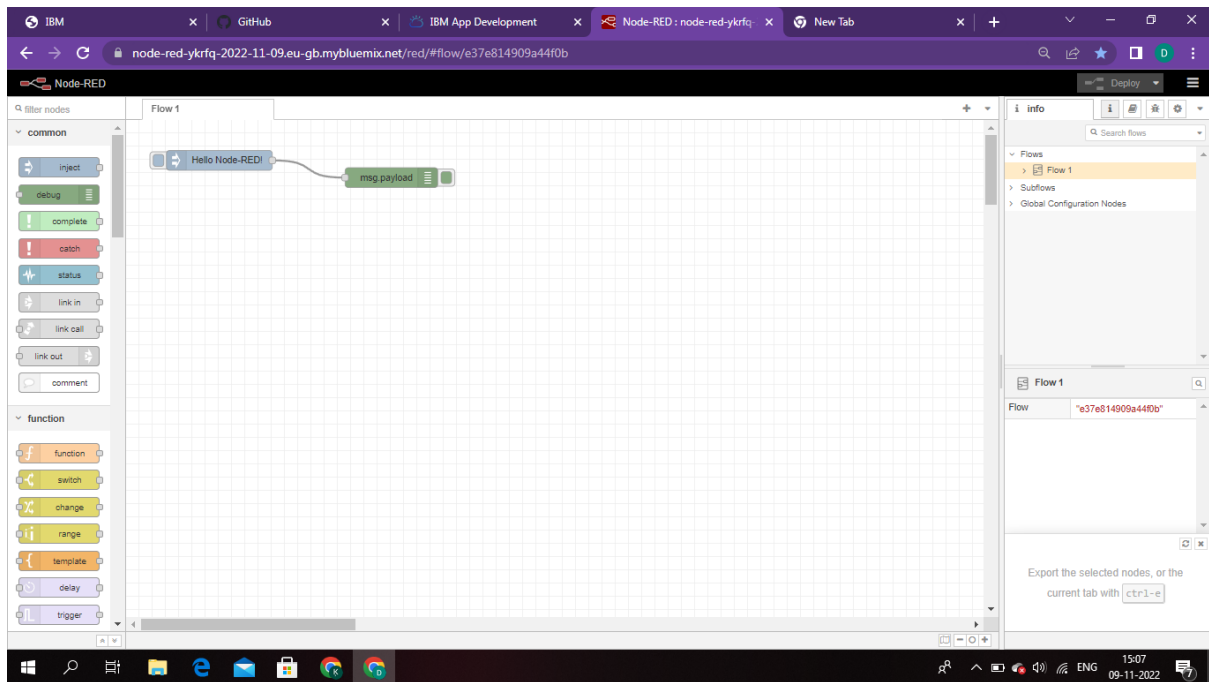 IBM
GitHub
IBM App Development
Node-RED : node-red-ykrfq-
New Tab
node-red-ykrfq-2022-11-09.eu-gb.mybluemix.net/red/#flow/e37e814909a44f0b
D
Node-RED
Deploy
filter nodes
Flow 1
i info
i
common
Search flows
inject
debug
complete
catch
status
link in
link call
link out
comment
function
function
switch
change
range
template
delay
trigger
Hello Node-RED!
msg.payload
Flows
Flow 1
Subflows
Global Configuration Nodes
Flow 1
Flow "e37e814909a44f0b"
Export the selected nodes, or the
current tab with ctrl-e
K
D
ENG
15:07
09-11-2022
7